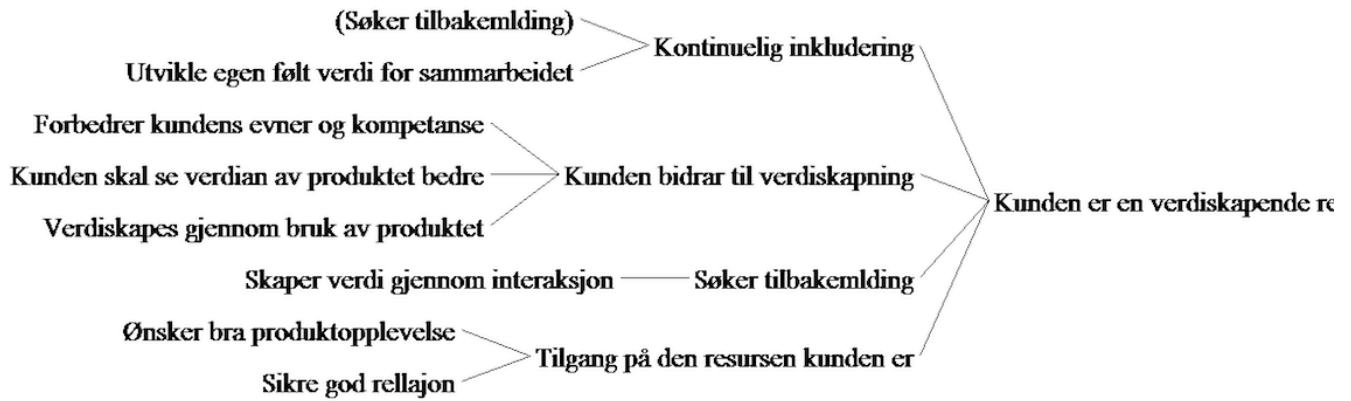 (Søker tilbakemlding)
Kontinuelig inkludering
Utvikle egen følt verdi for sammarbeidet
Forbedrer kundens evner og kompetanse
Kunden skal se verdian av produktet bedre
Kunden bidrar til verdiskapning
Verdiskapes gjennom bruk av produktet
Kunden er en verdiskapende
Skaper verdi gjennom interaksjon
Søker tilbakemlding
Ønsker bra produktopplevelse
Tilgang på den resursen kunden er
Sikre god rellajon